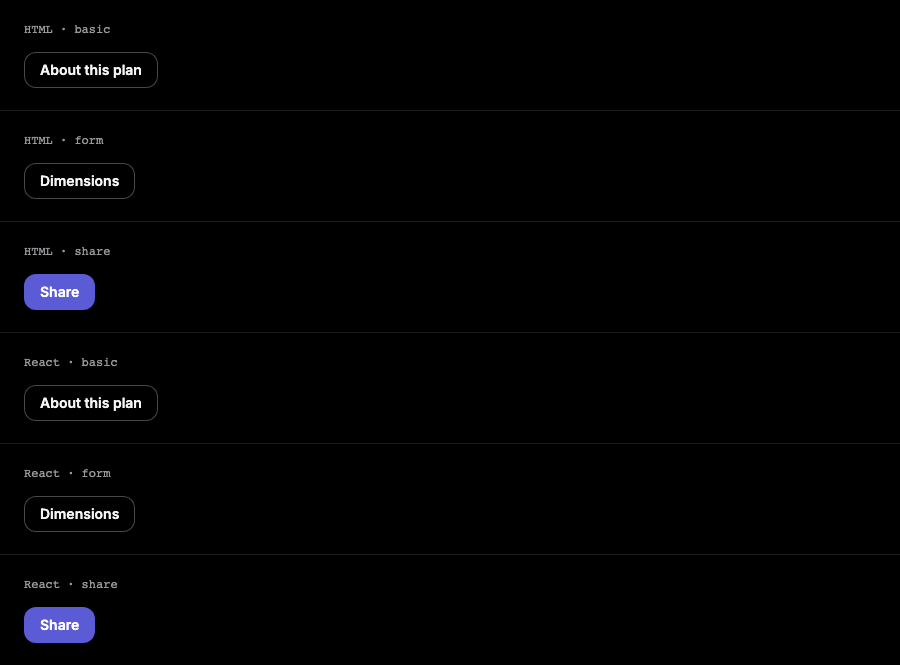 HTML · basic
About this plan
HTML · form
Dimensions
HTML · share
Share
React · basic
About this plan
React · form
Dimensions
React · share
Share